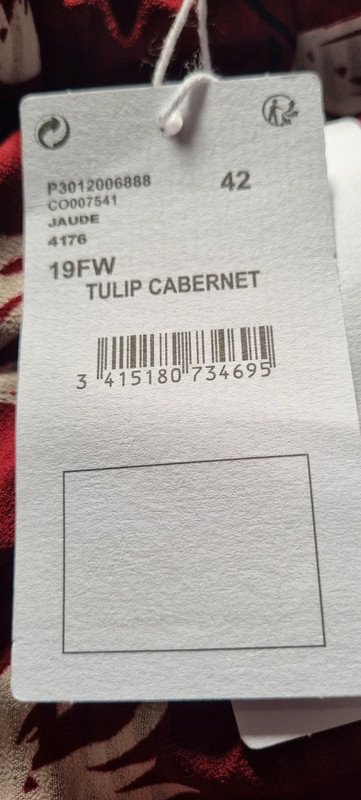 P3012006888 42
CO007541
JAUDE
4176
19FW
TULIP CABERNET
3 415180 734695